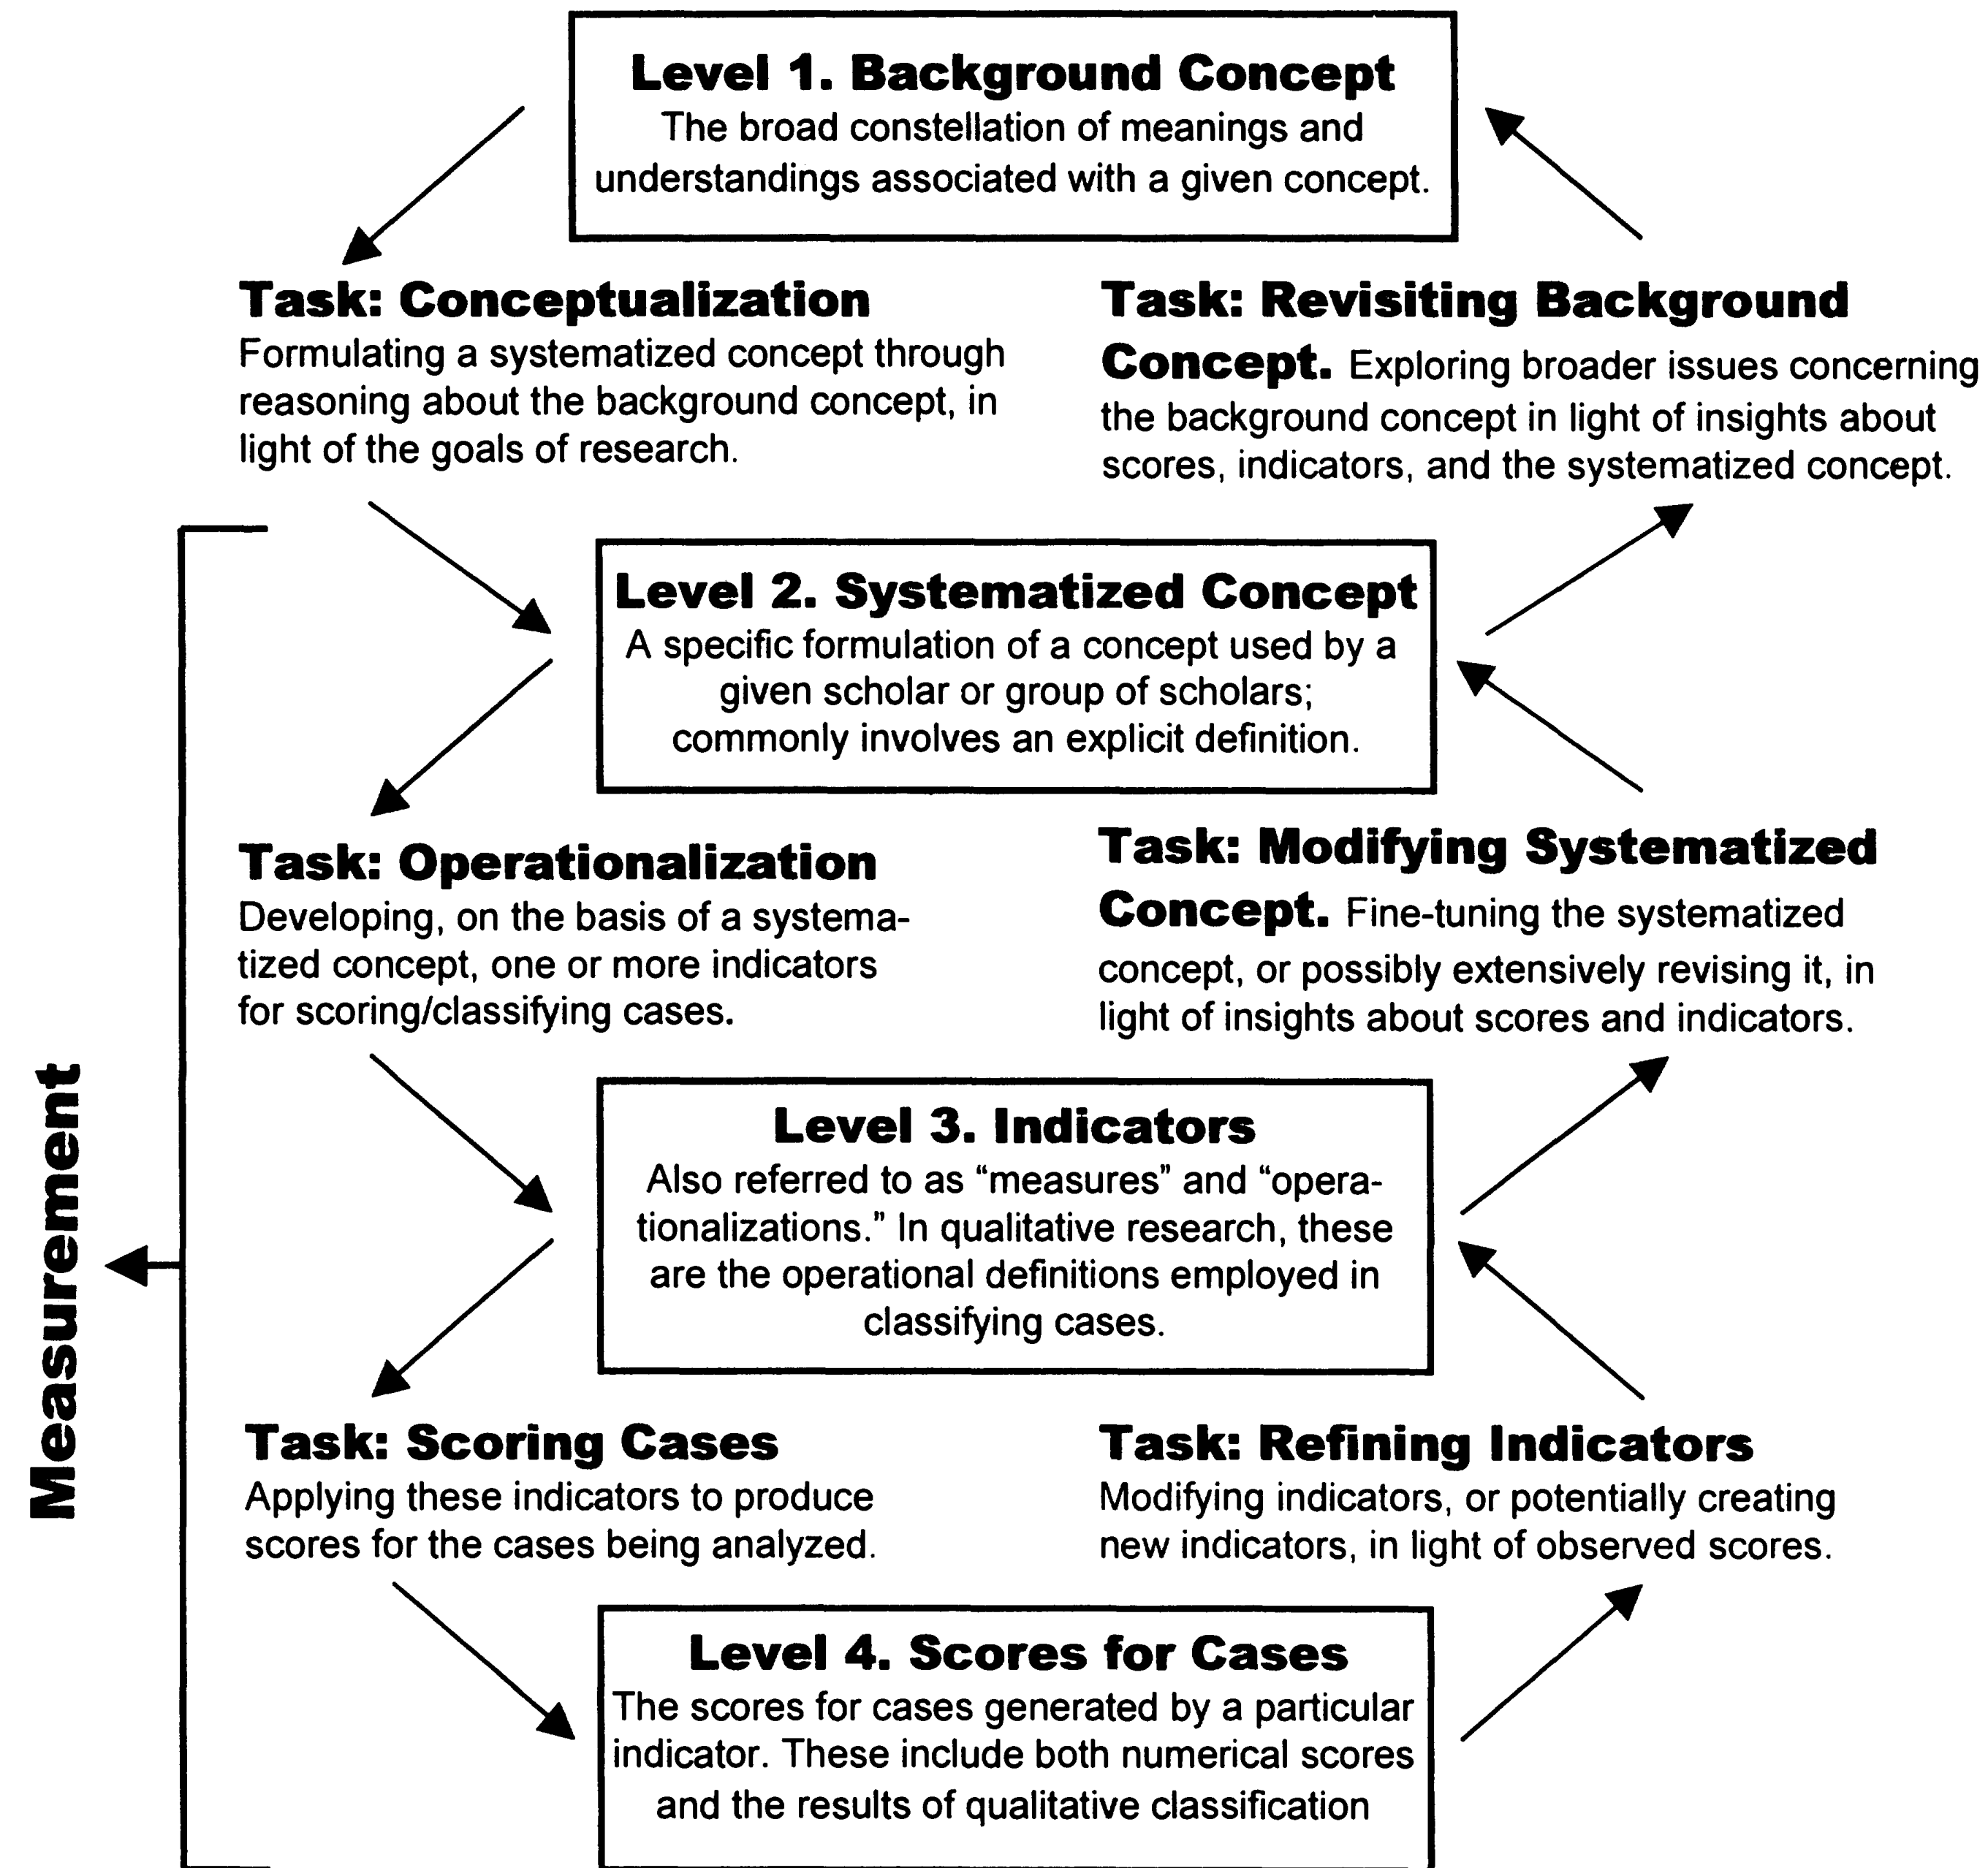 Level 1. Background Concept
The broad constellation of meanings and
understandings associated with a given concept.
Task: Conceptualization
Formulating a systematized concept through
reasoning about the background concept, in
light of the goals of research.
Task: Revisiting Background
Concept. Exploring broader issues concerning
the background concept in light of insights about
scores, indicators, and the systematized concept.
Level 2. Systematized Concept
A specific formulation of a concept used by a
given scholar or group of scholars;
commonly involves an explicit definition.
Task: Operationalization
Developing, on the basis of a systema-
tized concept, one or more indicators
for scoring/classifying cases.
Task: Modifying Systematized
Concept. Fine-tuning the systematized
concept, or possibly extensively revising it, in
light of insights about scores and indicators.
Measurement
Level 3. Indicators
Also referred to as “measures” and “opera-
tionalizations.” In qualitative research, these
are the operational definitions employed in
classifying cases.
Task: Scoring Cases
Applying these indicators to produce
scores for the cases being analyzed.
Task: Refining Indicators
Modifying indicators, or potentially creating
new indicators, in light of observed scores.
Level 4. Scores for Cases
The scores for cases generated by a particular
indicator. These include both numerical scores
and the results of qualitative classification